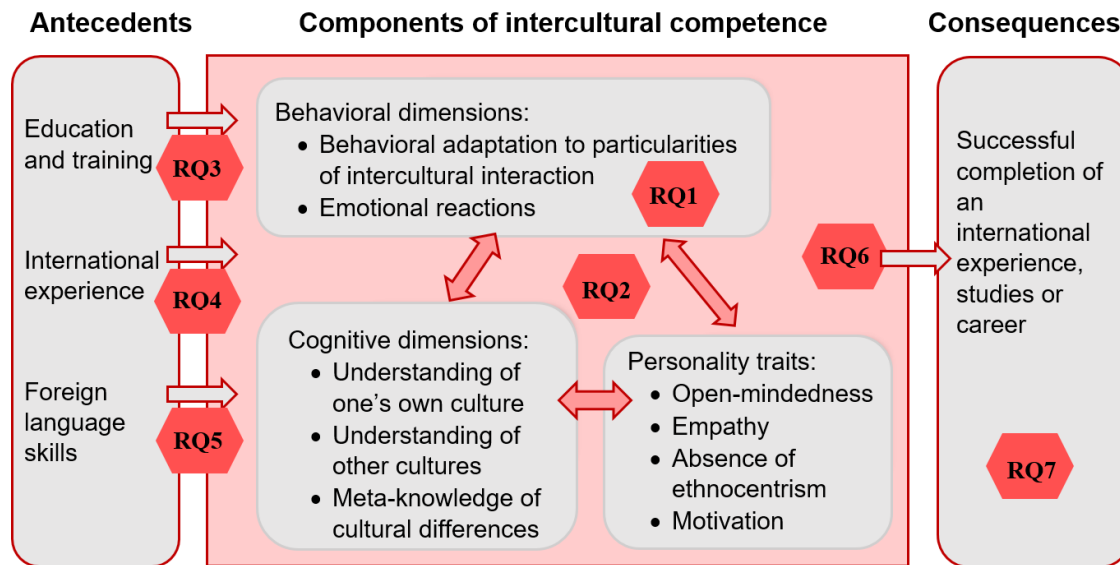 Antecedents
Components of intercultural competence
Consequences
Education
and training
RQ3
International
experience
RQ4
Foreign
language
skills
RQ5
Behavioral dimensions:
• Behavioral adaptation to particularities
of intercultural interaction
• Emotional reactions
RQ1
RQ2
Cognitive dimensions:
• Understanding of
one’s own culture
• Understanding of
other cultures
• Meta-knowledge of
cultural differences
Personality traits:
• Open-mindedness
• Empathy
• Absence of
ethnocentrism
• Motivation
RQ6
Successful
completion of
an
international
experience,
studies or
career
RQ7